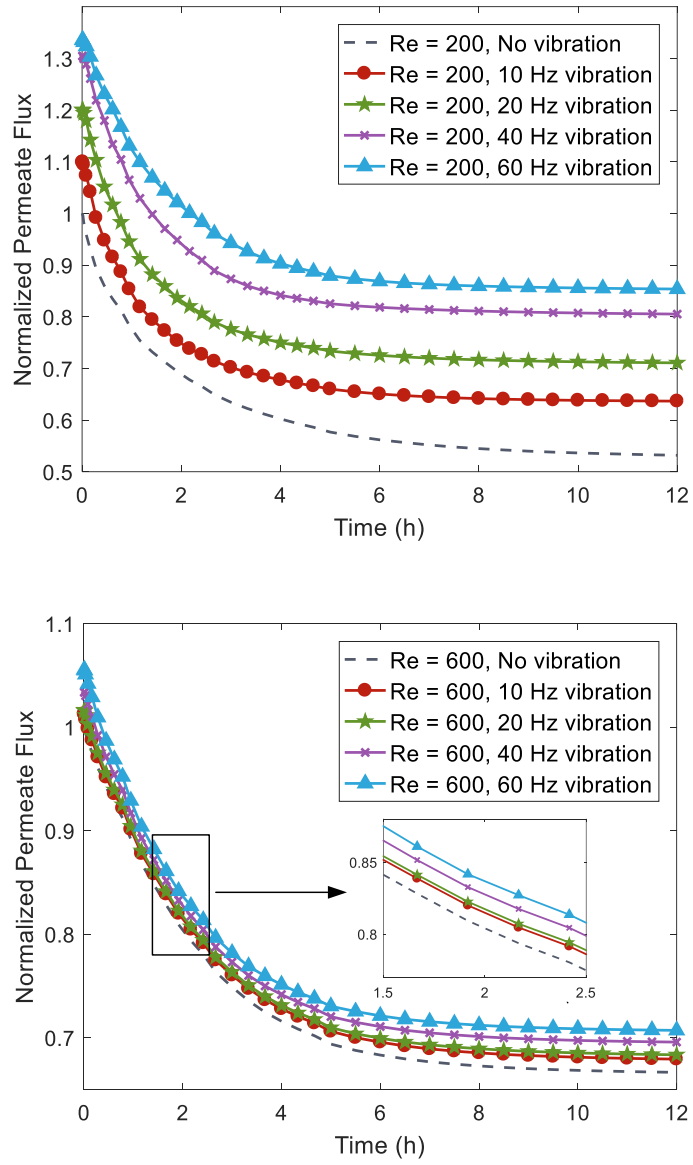 1.3
1.2
1.1
1
0.9
0.8
0.7
0.6
0.5
Normalized Permeate Flux
Re = 200, No vibration
Re = 200, 10 Hz vibration
Re = 200, 20 Hz vibration
Re = 200, 40 Hz vibration
Re = 200, 60 Hz vibration
0 2 4 6 8 10 12
Time (h)
1.1
1
0.9
0.8
0.7
Normalized Permeate Flux
Re = 600, No vibration
Re = 600, 10 Hz vibration
Re = 600, 20 Hz vibration
Re = 600, 40 Hz vibration
Re = 600, 60 Hz vibration
0.85
0.8
1.5 2 2.5
0 2 4 6 8 10 12
Time (h)